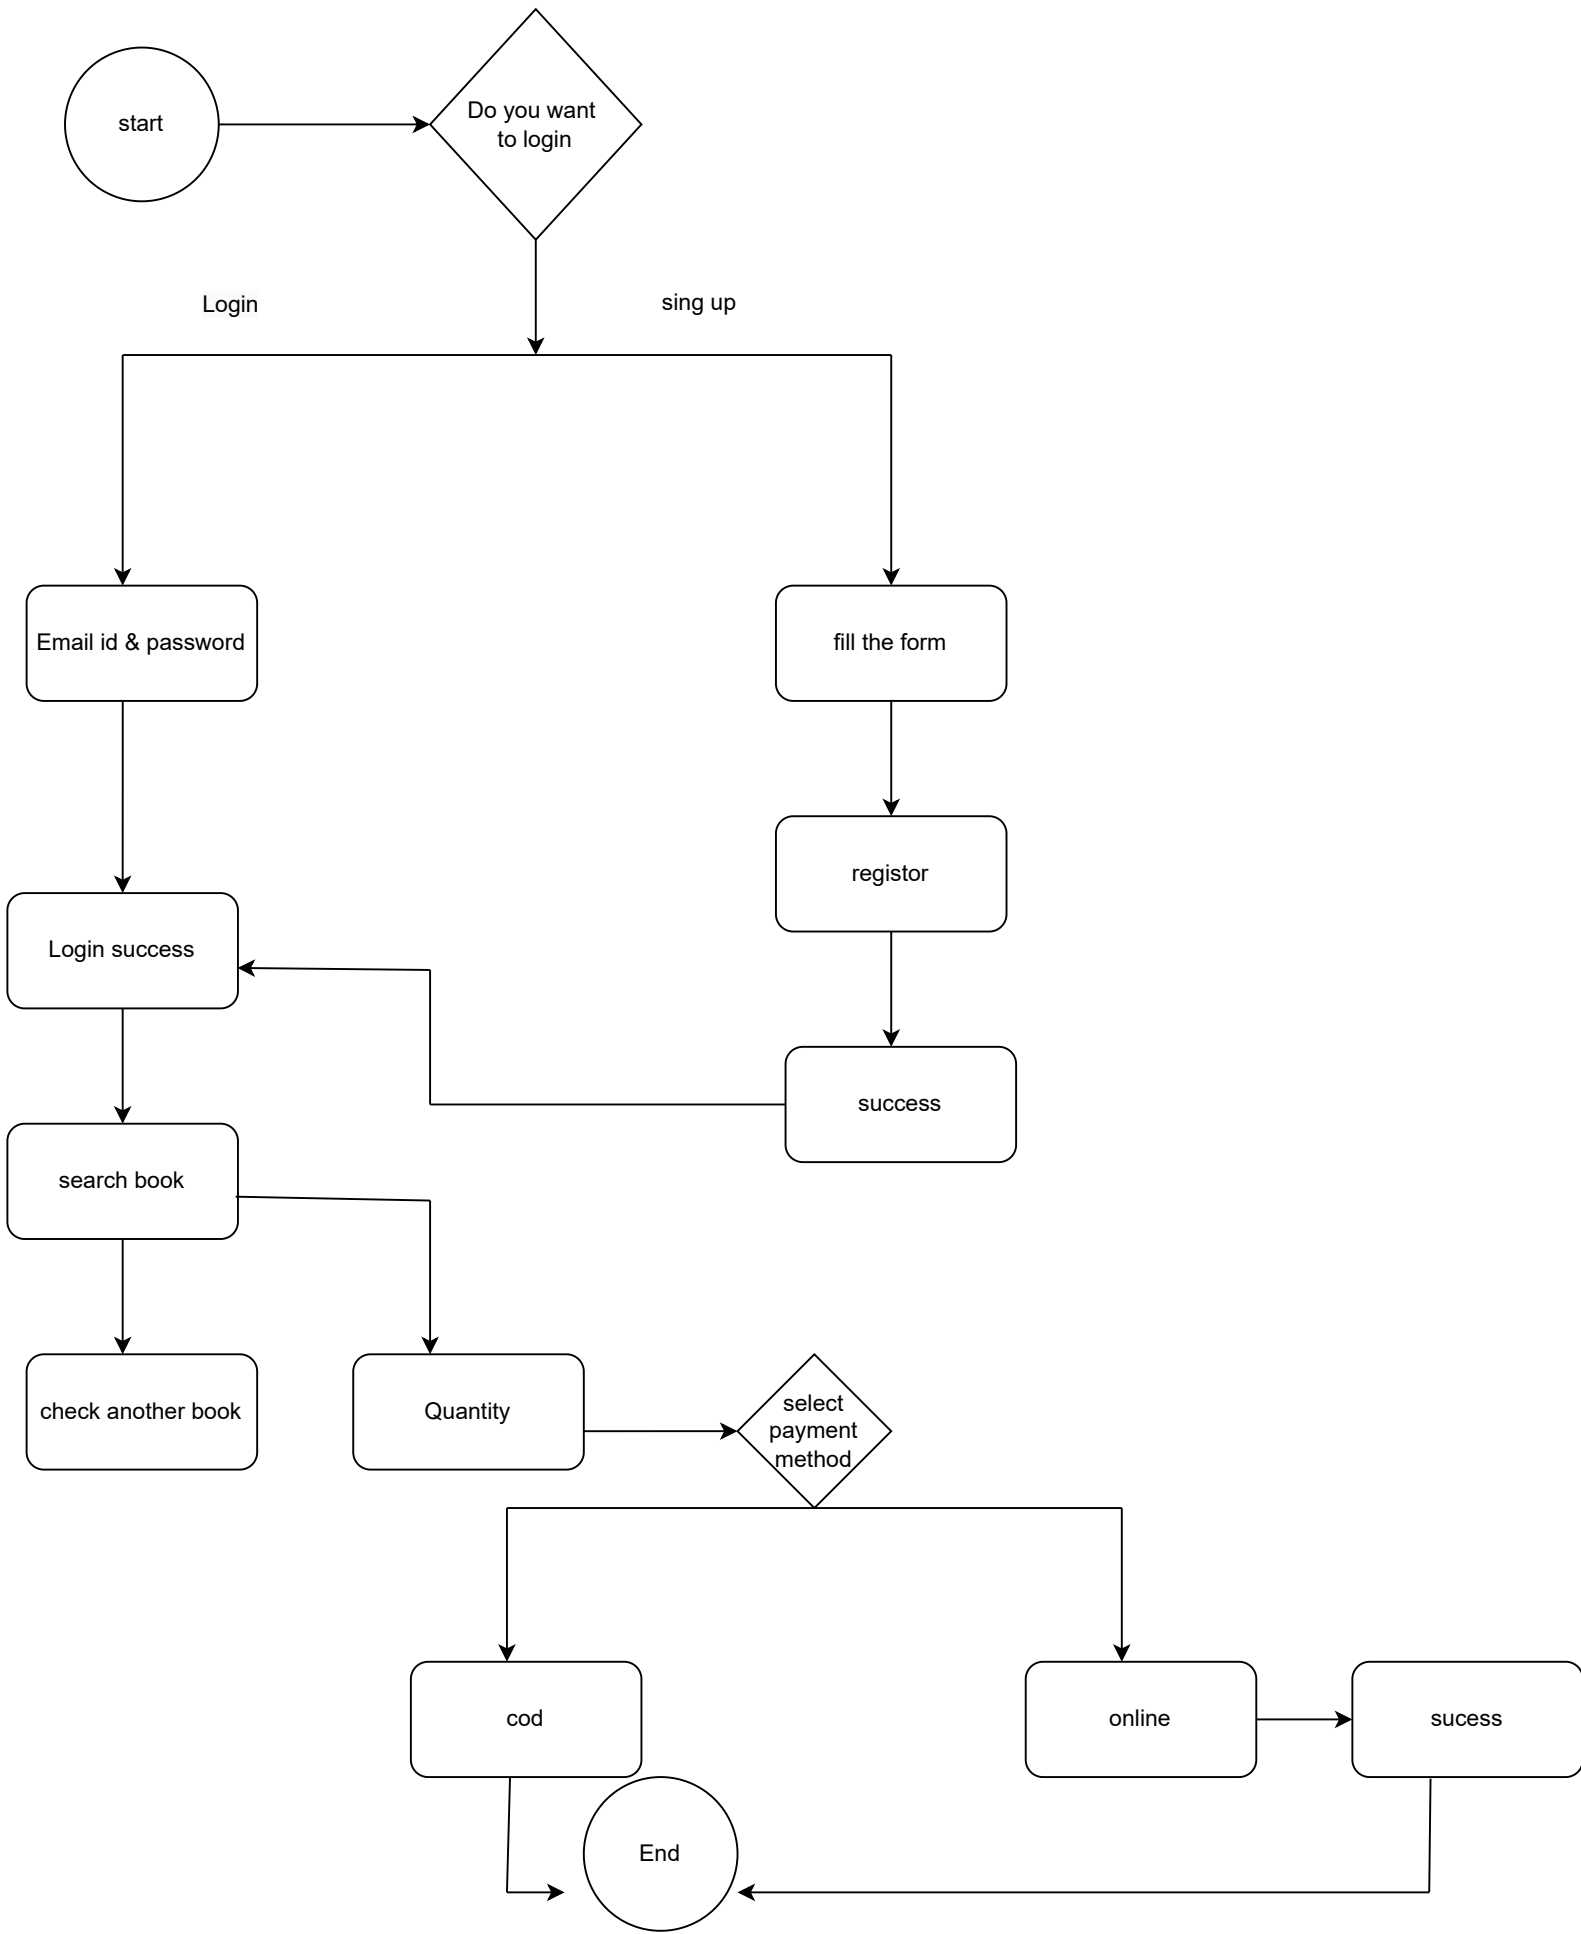 start
Do you want
to login
Login
sing up
Email id & password
fill the form
registor
Login success
success
search book
check another book
Quantity
select
payment
method
cod
online
sucess
End